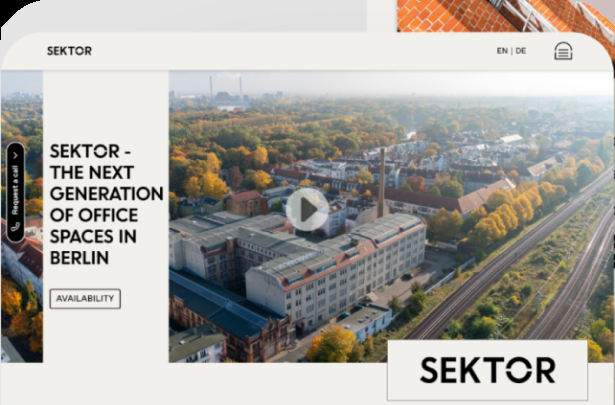 SEKTOR
EN | DE
Request a call
SEKTOR -
THE NEXT
GENERATION
OF OFFICE
SPACES IN
BERLIN
AVAILABILITY
SEKTOR